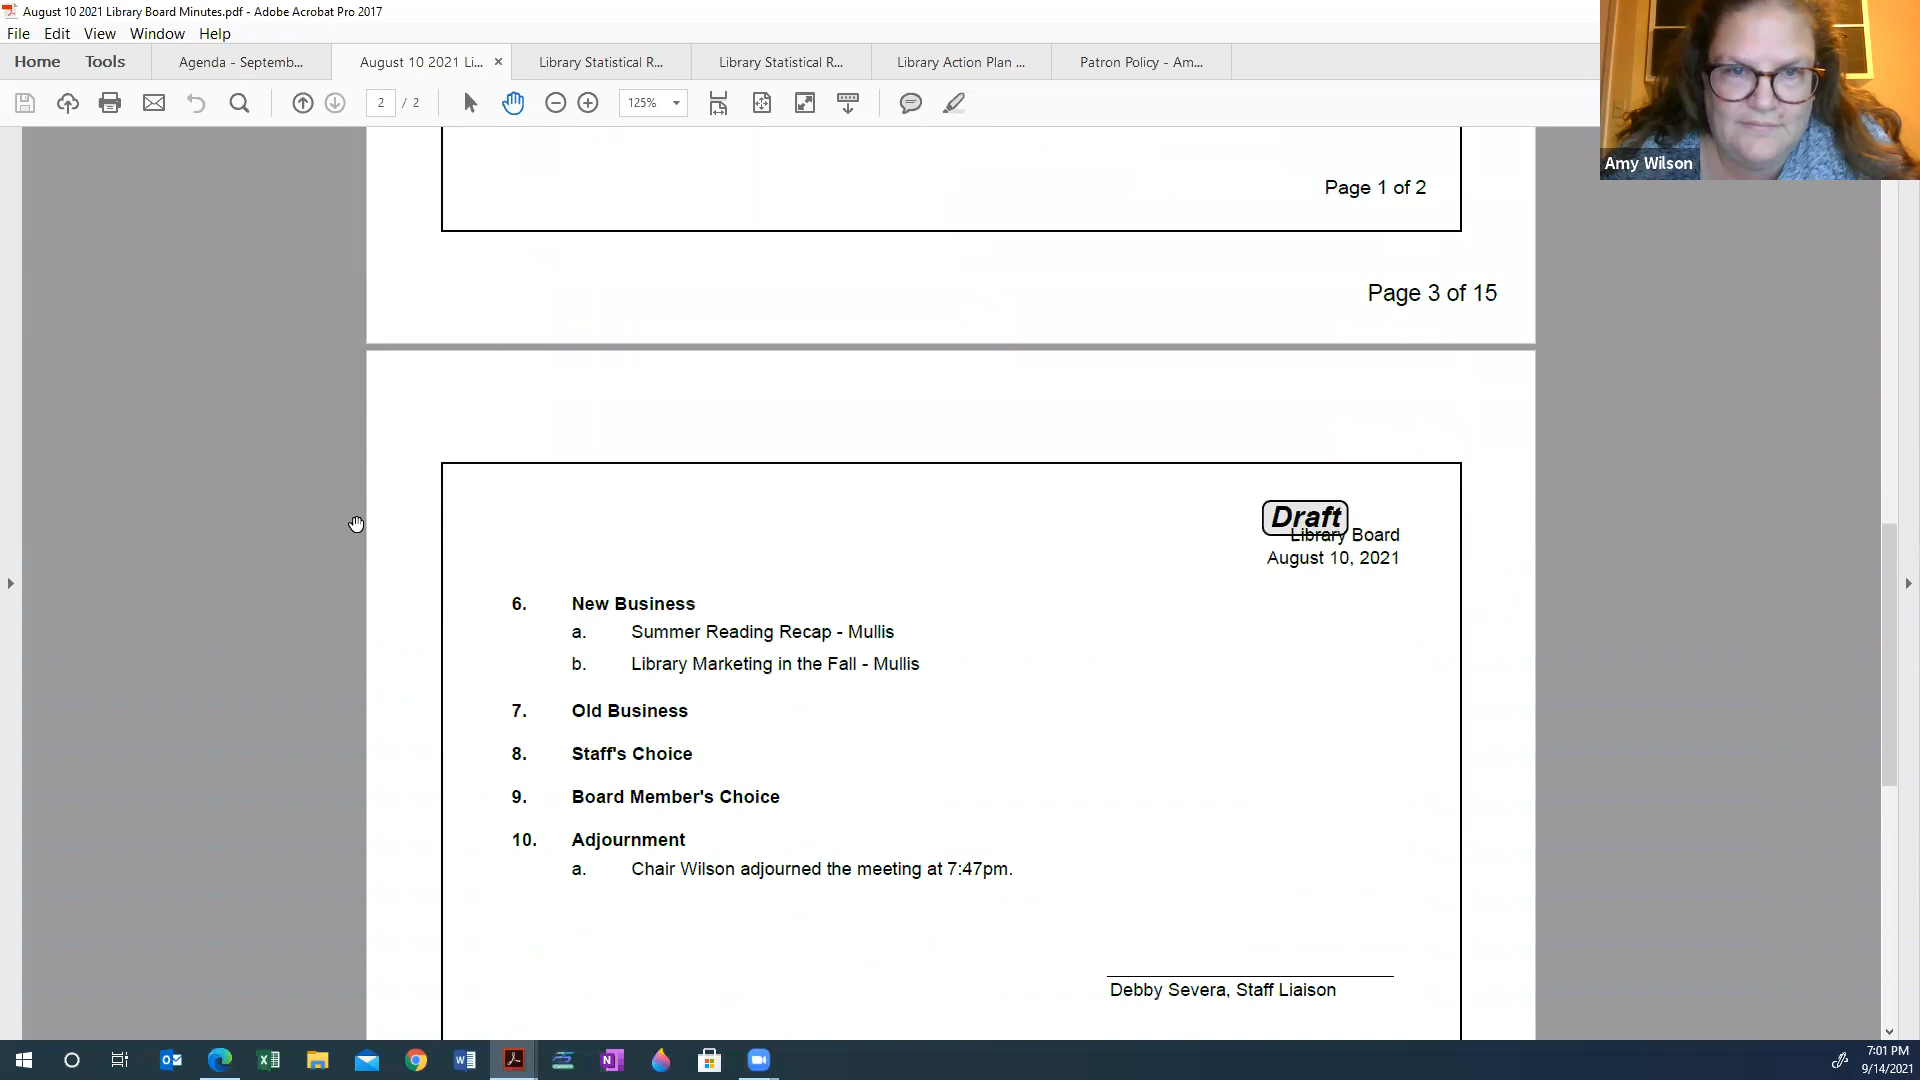 August 10 2021 Library Board Minutes.pdf - Adobe Acrobat Pro 2017
File Edit View Window Help
Home Tools Agenda - Septemb... August 10 2021 Li... × Library Statistical R... Library Statistical R... Library Action Plan ... Patron Policy - Am...
2 / 2 125%
Amy Wilson
Page 1 of 2
Page 3 of 15
Draft
Library Board
August 10, 2021
6. New Business
a. Summer Reading Recap - Mullis
b. Library Marketing in the Fall - Mullis
7. Old Business
8. Staff's Choice
9. Board Member's Choice
10. Adjournment
a. Chair Wilson adjourned the meeting at 7:47pm.
Debby Severa, Staff Liaison
7:01 PM
9/14/2021